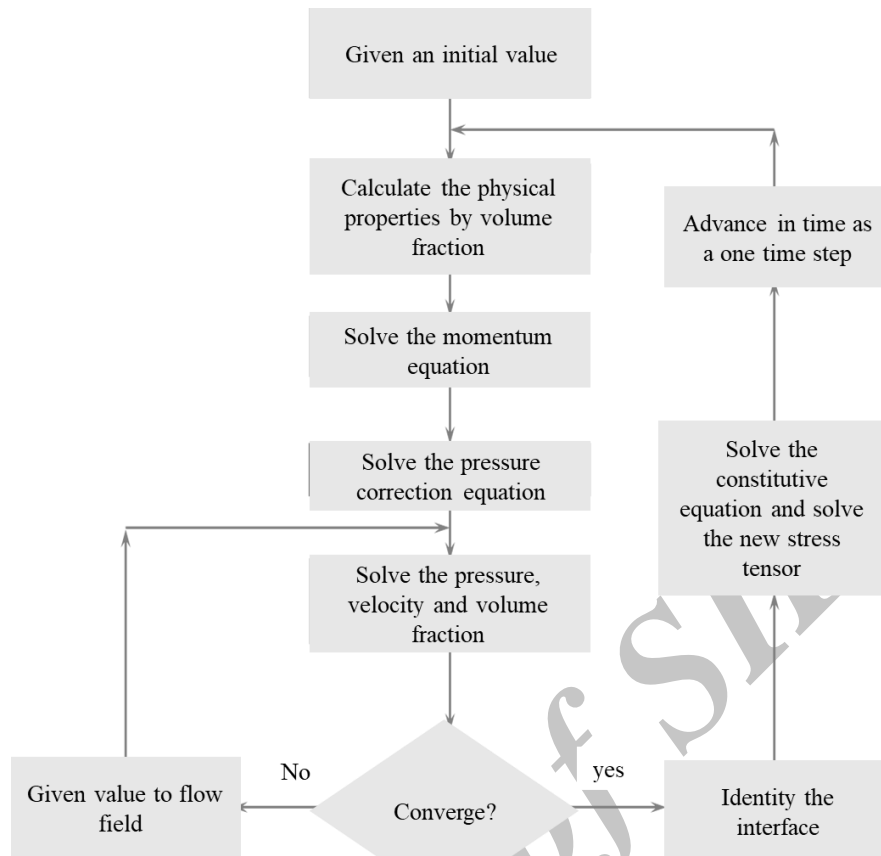 Given an initial value
Calculate the physical
properties by volume
fraction
Advance in time as
a one time step
Solve the momentum
equation
Solve the pressure
correction equation
Solve the
constitutive
equation and solve
the new stress
tensor
Solve the pressure,
velocity and volume
fraction
No
yes
Given value to flow
field
Converge?
Identity the
interface